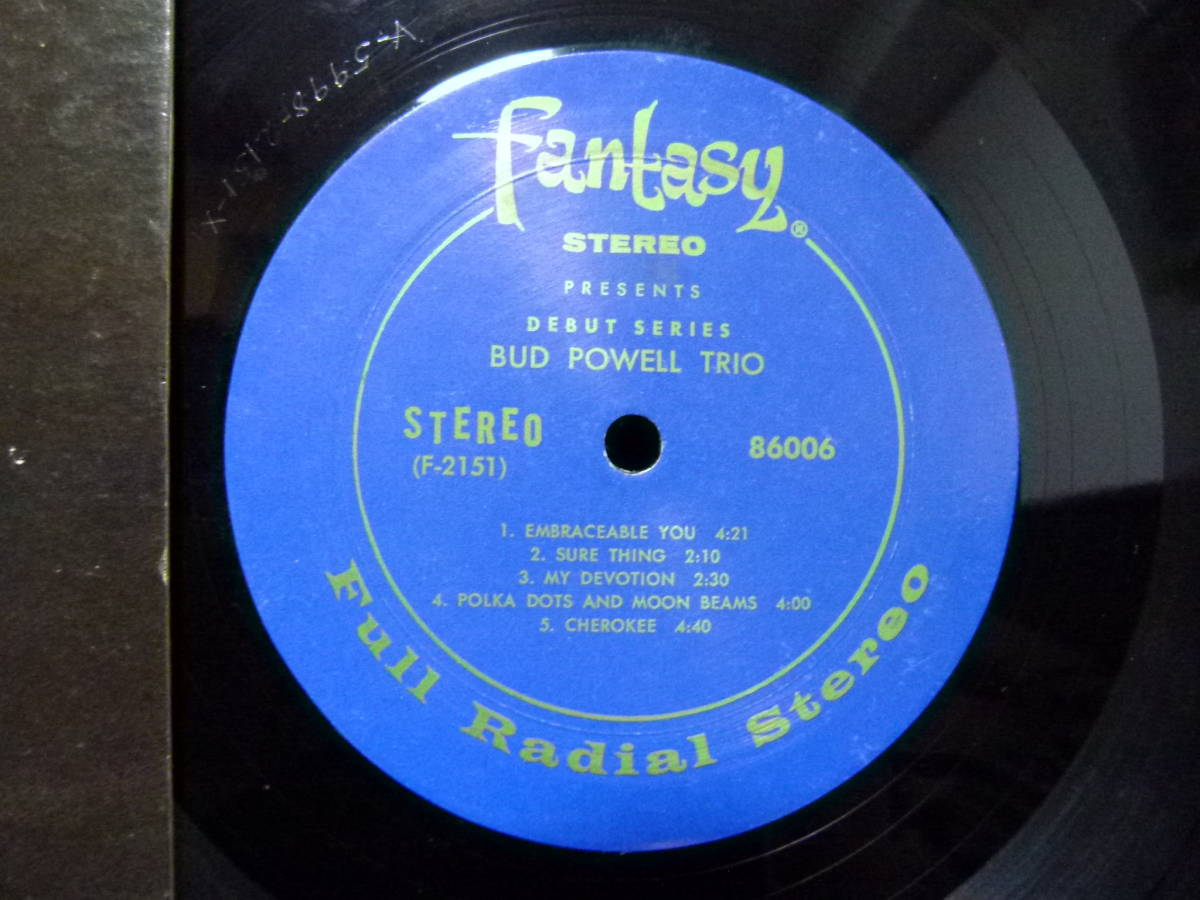 fantasy®
STEREO
PRESENTS
DEBUT SERIES
BUD POWELL TRIO
STEREO
(F-2151)
86006
1. EMBRACEABLE YOU 4:21
2. SURE THING 2:10
3. MY DEVOTION 2:30
4. POLKA DOTS AND MOON BEAMS 4:00
5. CHEROKEE 4:40
Full Radial Stereo